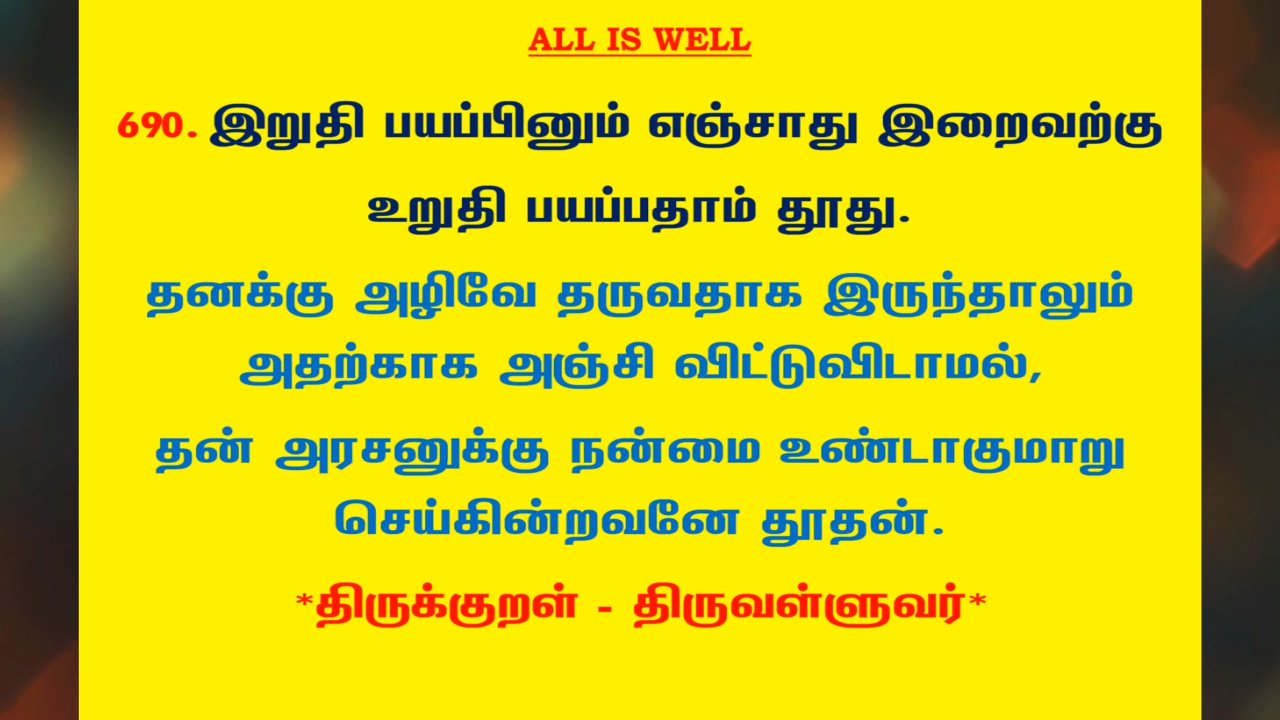 ALL IS WELL
690. இறுதி பயப்பினும் எஞ்சாது இறைவற்கு
உறுதி பயப்பதாம் தூது.
தனக்கு அழிவே தருவதாக இருந்தாலும்
அதற்காக அஞ்சி விட்டுவிடாமல்,
தன் அரசனுக்கு நன்மை உண்டாகுமாறு
செய்கின்றவனே தூதன்.
*திருக்குறள் - திருவள்ளுவர்*